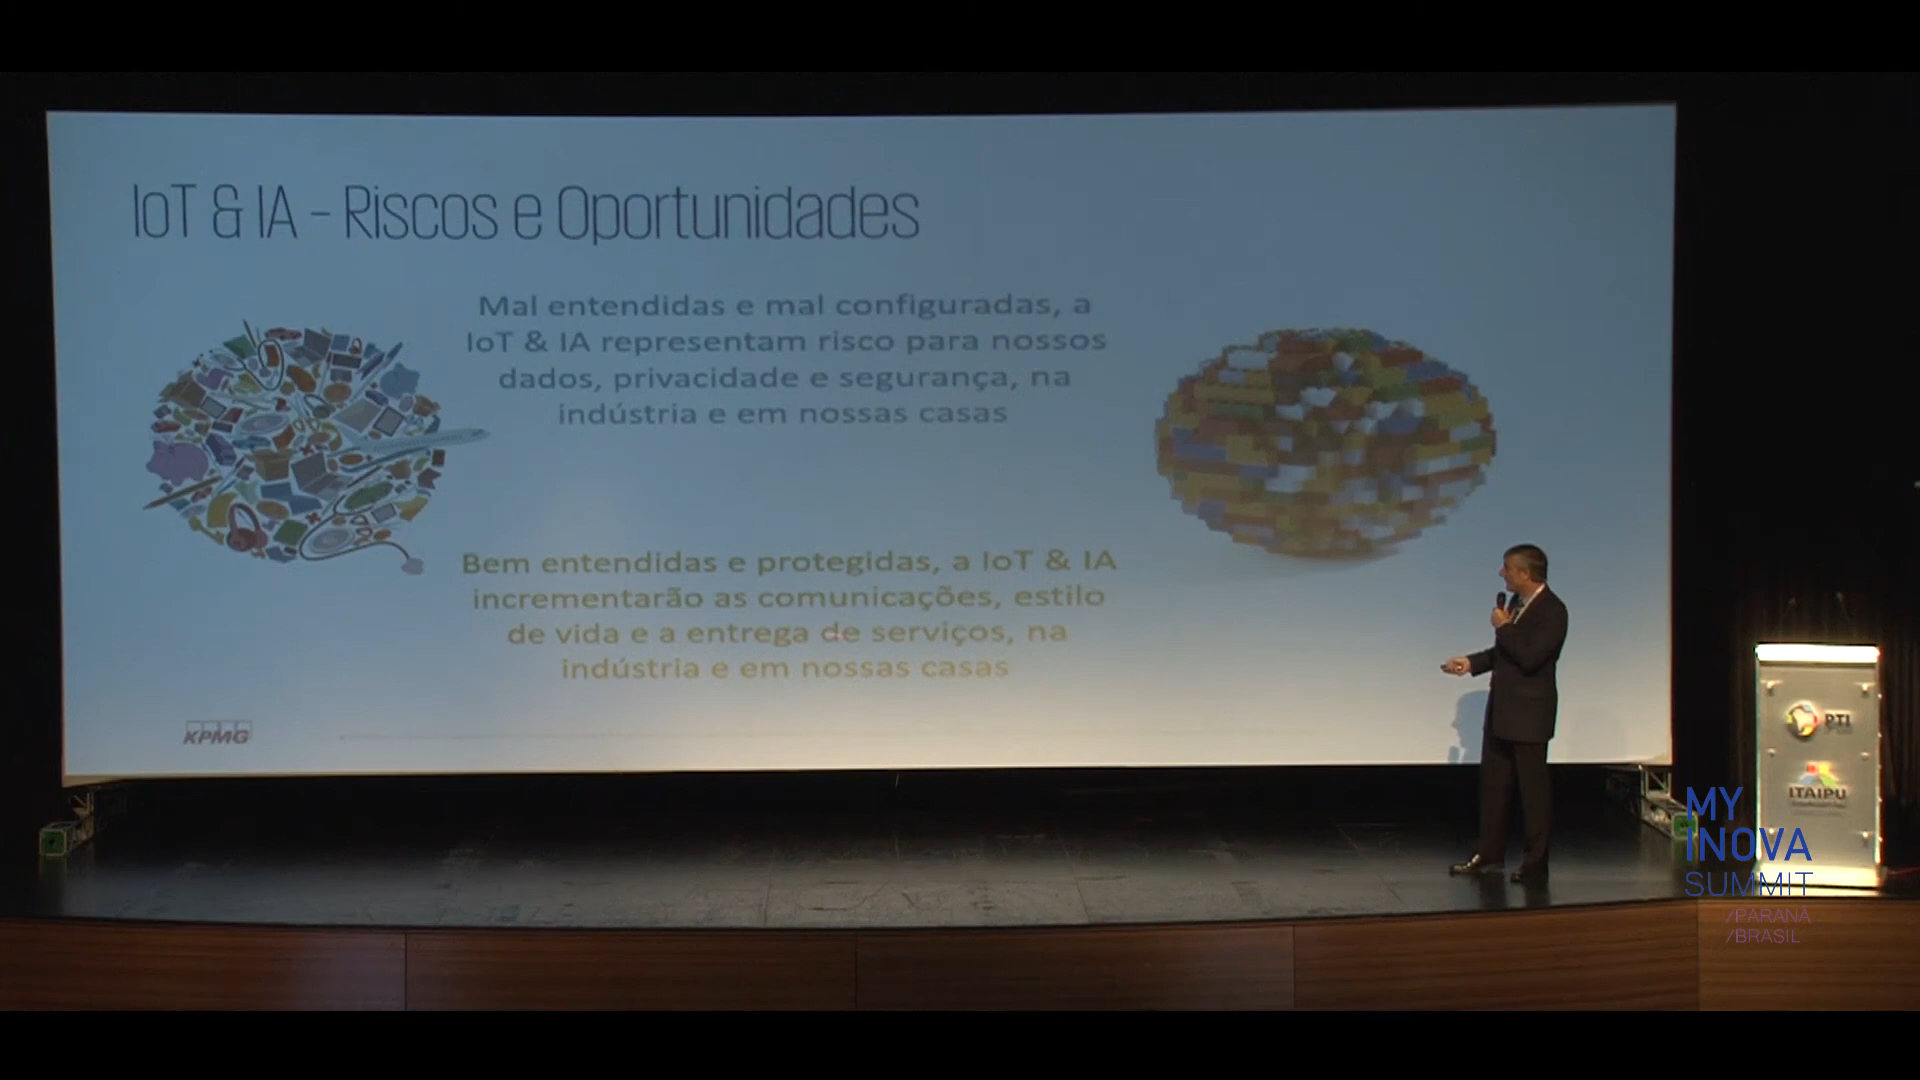 IoT & IA – Riscos e Oportunidades
Mal entendidas e mal configuradas, a
IoT & IA representam risco para nossos
dados, privacidade e segurança, na
indústria e em nossas casas
Bem entendidas e protegidas, a IoT & IA
incrementarão as comunicações, estilo
de vida e a entrega de serviços, na
indústria e em nossas casas
KPMG
PTI
ITAIPU
MY
INOVA
SUMMIT
/PARANÁ
/BRASIL